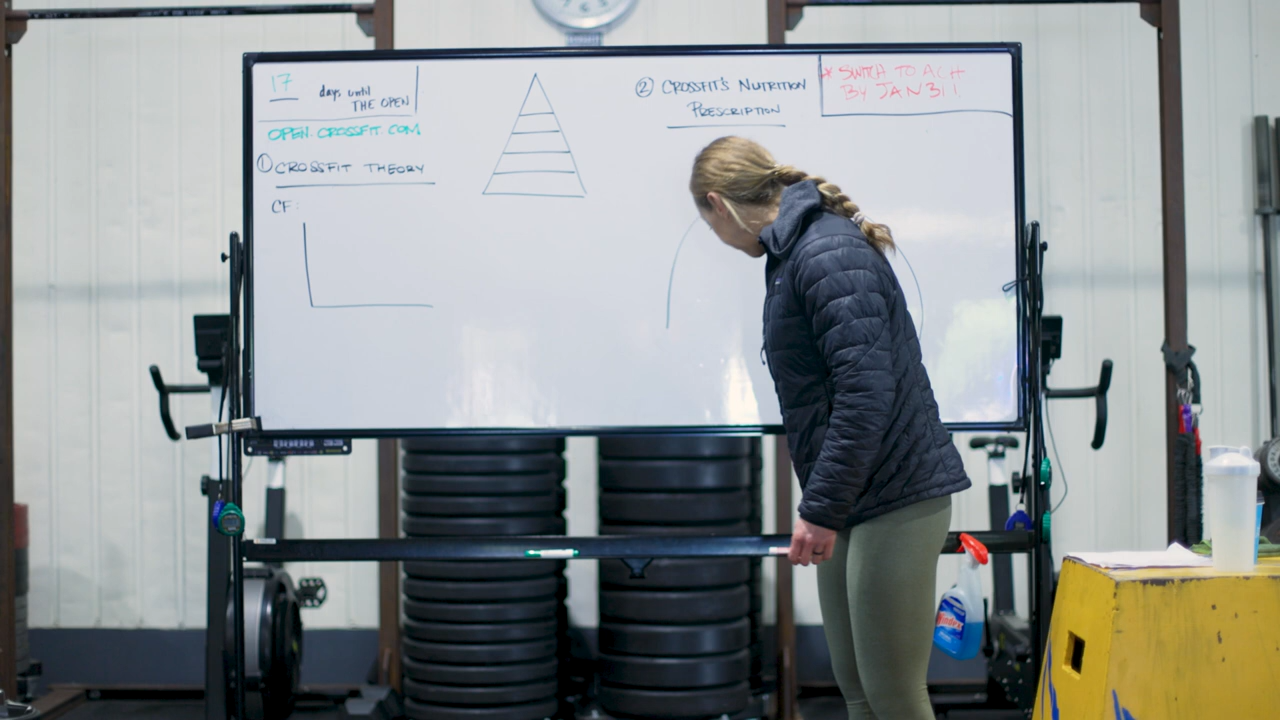 17 days until
THE OPEN
OPEN.CROSSFIT.COM
① CROSSFIT THEORY
CF:
② CROSSFIT'S NUTRITION
PRESCRIPTION
* SWITCH TO ACH
BY JAN 31!
Windex